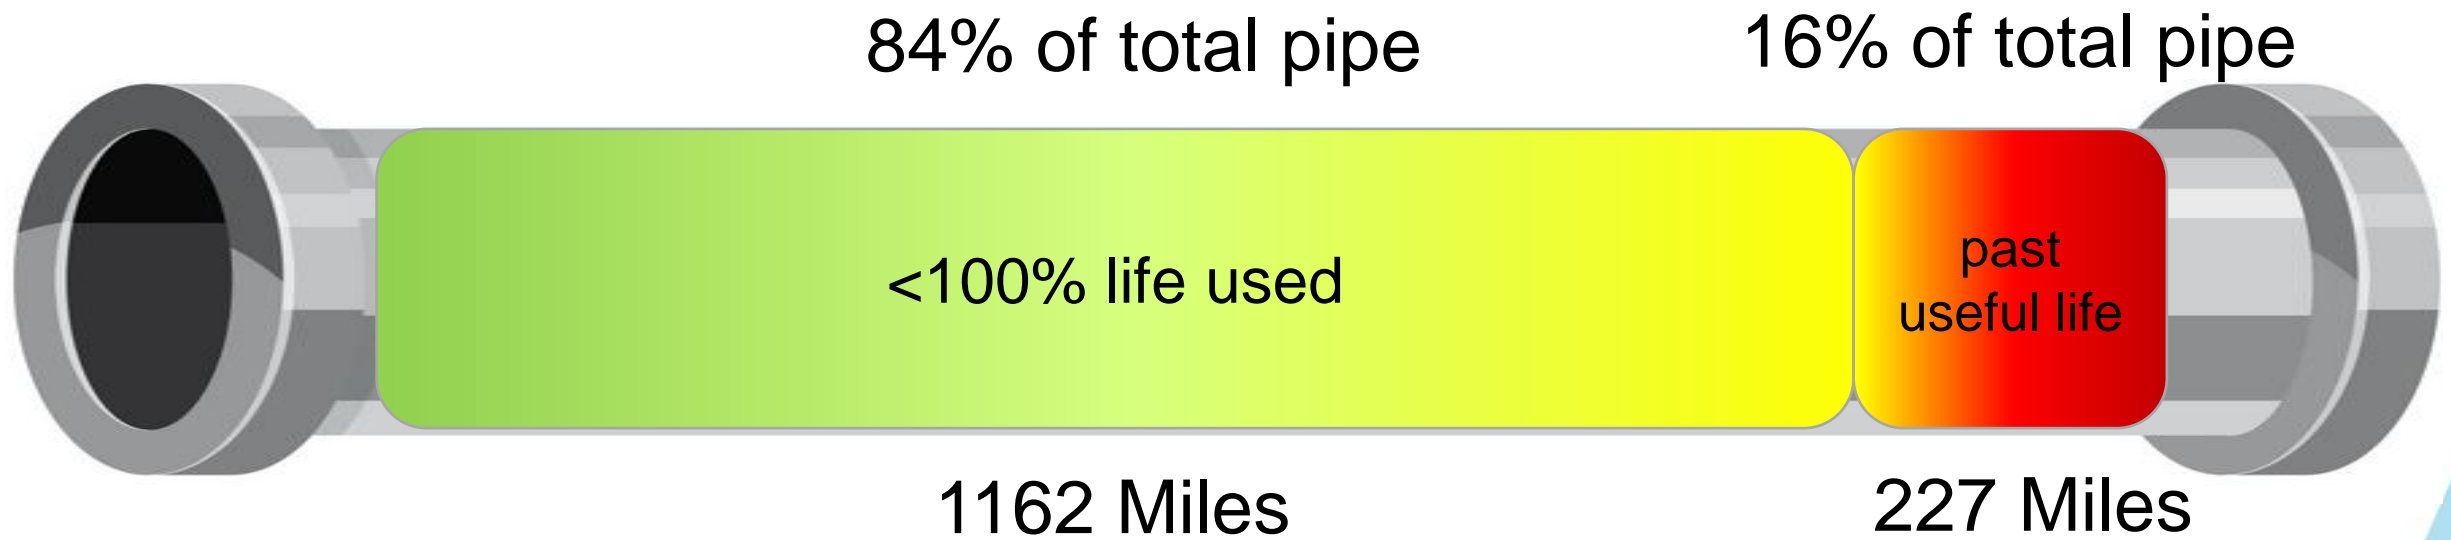 84% of total pipe
16% of total pipe
<100% life used
past
useful life
1162 Miles
227 Miles